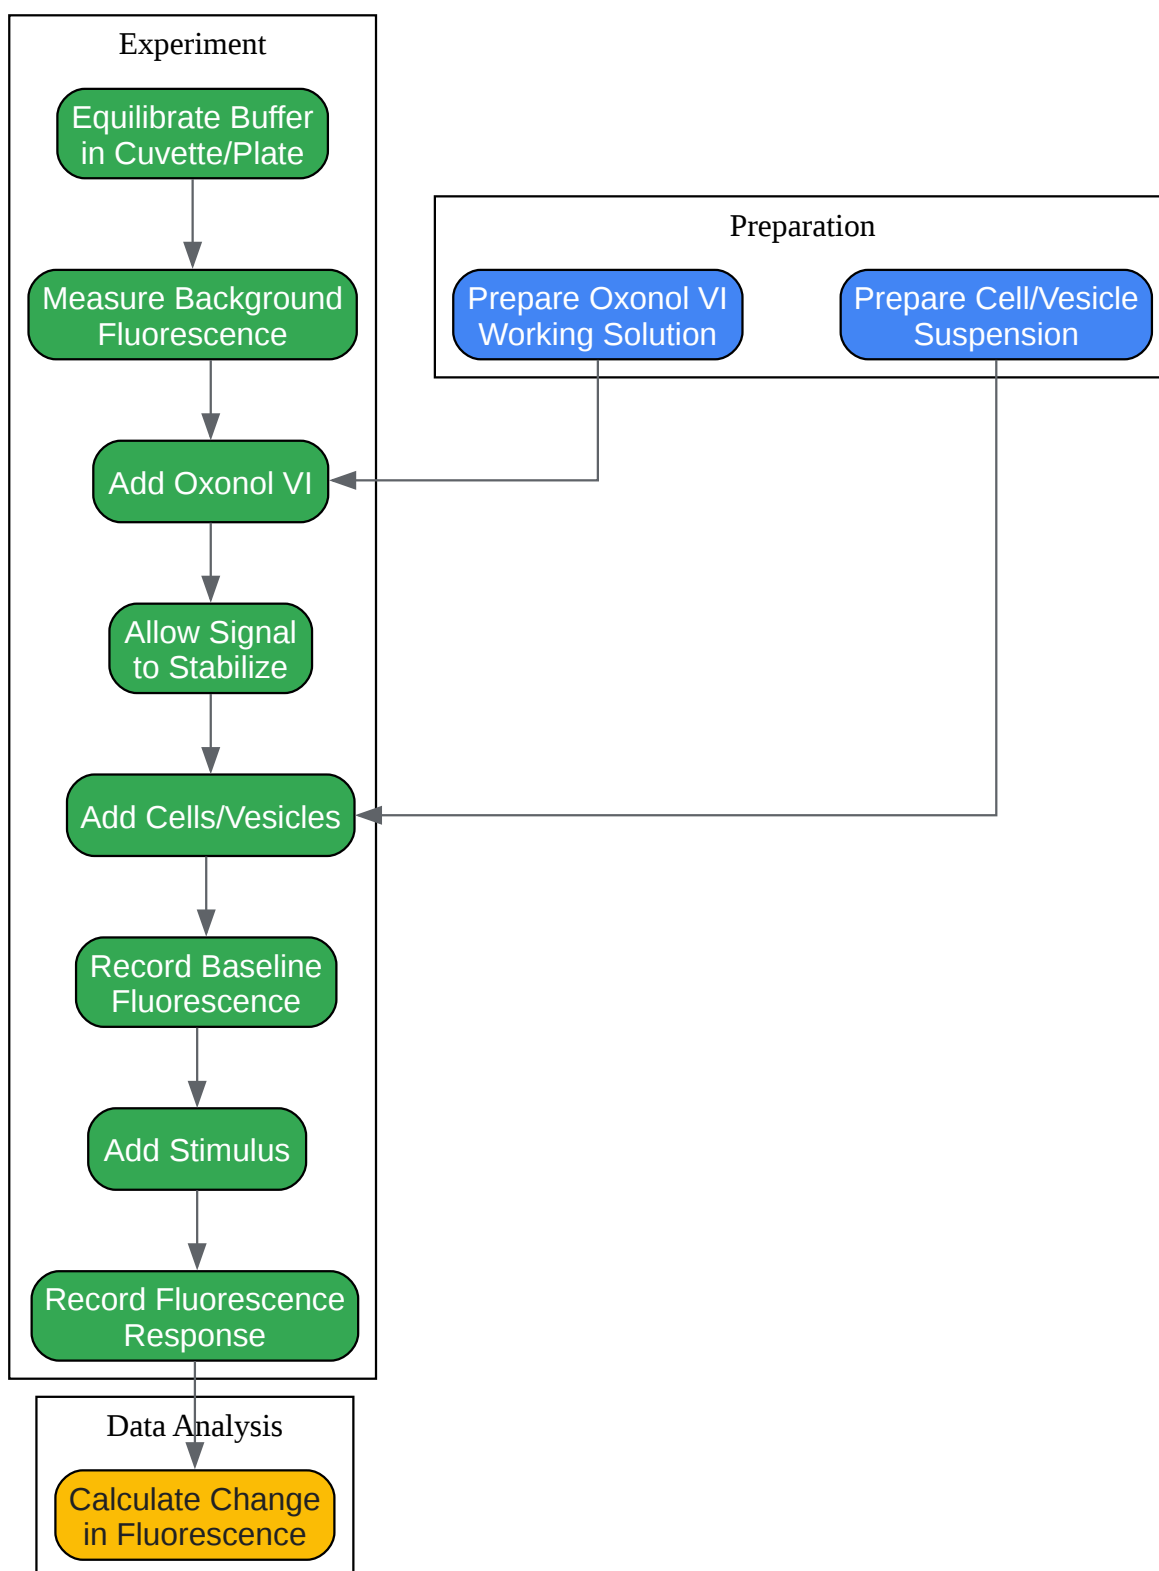 Experiment
Equilibrate Buffer
in Cuvette/Plate
Measure Background
Fluorescence
Preparation
Prepare Oxonol VI
Working Solution
Prepare Cell/Vesicle
Suspension
Add Oxonol VI
Allow Signal
to Stabilize
Add Cells/Vesicles
Record Baseline
Fluorescence
Add Stimulus
Record Fluorescence
Response
Data Analysis
Calculate Change
in Fluorescence